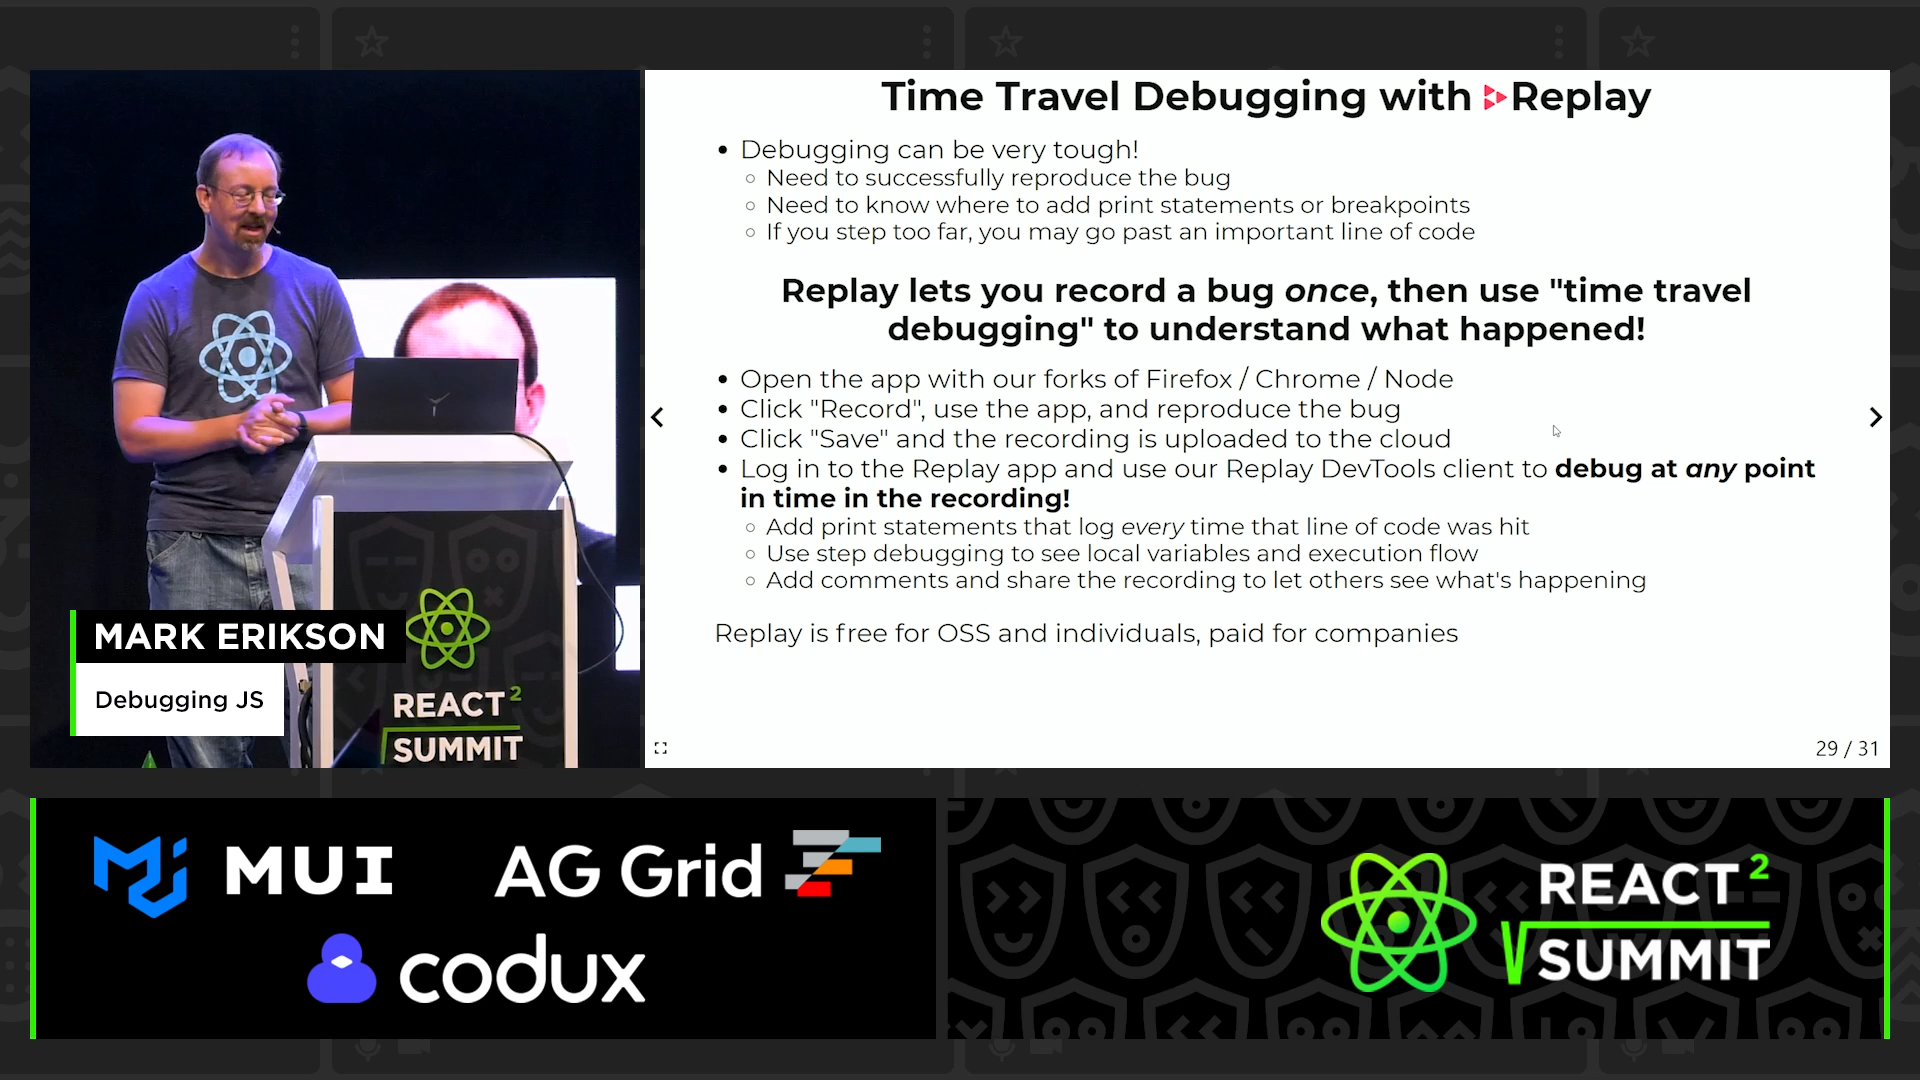 Time Travel Debugging with Replay
Debugging can be very tough!
Need to successfully reproduce the bug
Need to know where to add print statements or breakpoints
If you step too far, you may go past an important line of code
Replay lets you record a bug once, then use "time travel
debugging" to understand what happened!
Open the app with our forks of Firefox / Chrome / Node
Click "Record", use the app, and reproduce the bug
Click "Save" and the recording is uploaded to the cloud
Log in to the Replay app and use our Replay DevTools client to debug at any point
in time in the recording!
Add print statements that log every time that line of code was hit
Use step debugging to see local variables and execution flow
Add comments and share the recording to let others see what's happening
Replay is free for OSS and individuals, paid for companies
29 / 31
MARK ERIKSON
Debugging JS
REACT 2
SUMMIT
MUI
AG Grid
codux
REACT 2
SUMMIT